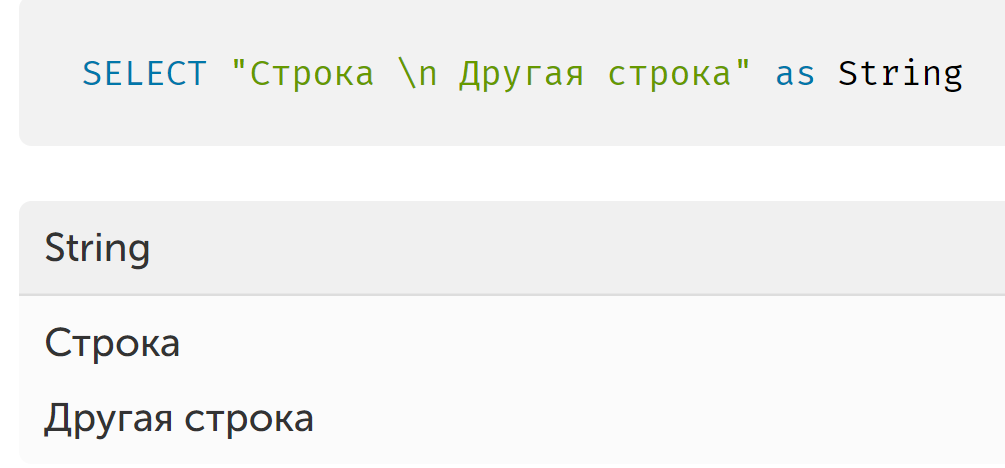 SELECT "Строка \n Другая строка" as String
String
Строка
Другая строка